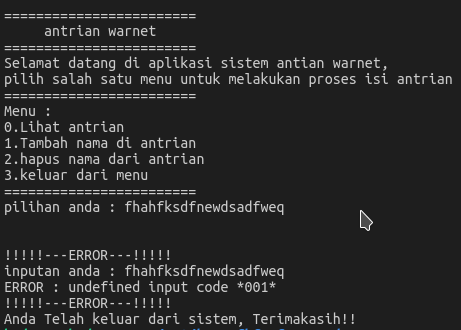 ========================
antrian warnet
========================
Selamat datang di aplikasi sistem antian warnet,
pilih salah satu menu untuk melakukan proses isi antrian
========================
Menu :
0.Lihat antrian
1.Tambah nama di antrian
2.hapus nama dari antrian
3.keluar dari menu
========================
pilihan anda : fhahfksdfnewdsadfweq
!!!!!---ERROR---!!!!!
inputan anda : fhahfksdfnewdsadfweq
ERROR : undefined input code *001*
!!!!!---ERROR---!!!!!
Anda Telah keluar dari sistem, Terimakasih!!